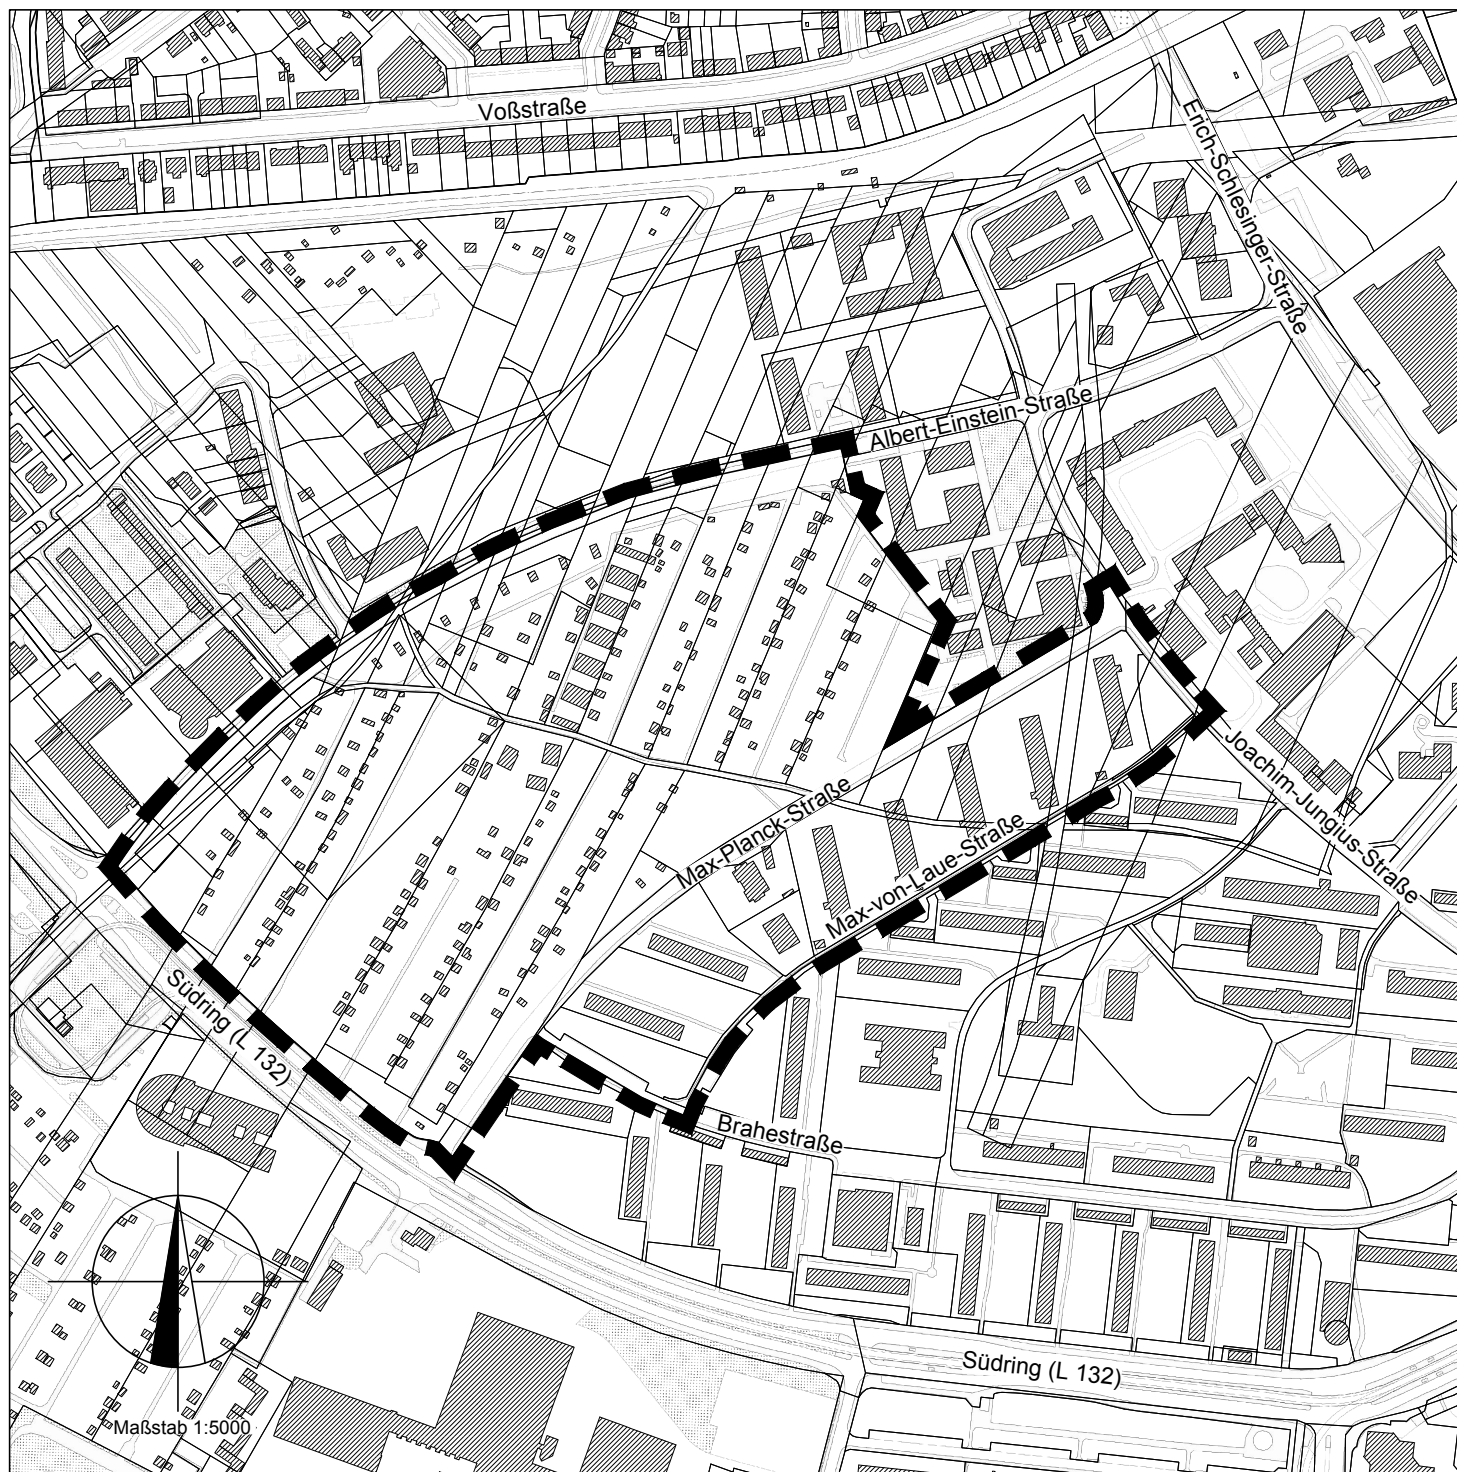 Voßstraße
Erich-Schlesinger-Straße
Albert-Einstein-Straße
Joachim-Jungius-Straße
Max-Planck-Straße
Max-von-Laue-Straße
Südring (L 132)
Brahestraße
Südring (L 132)
Maßstab 1:5000